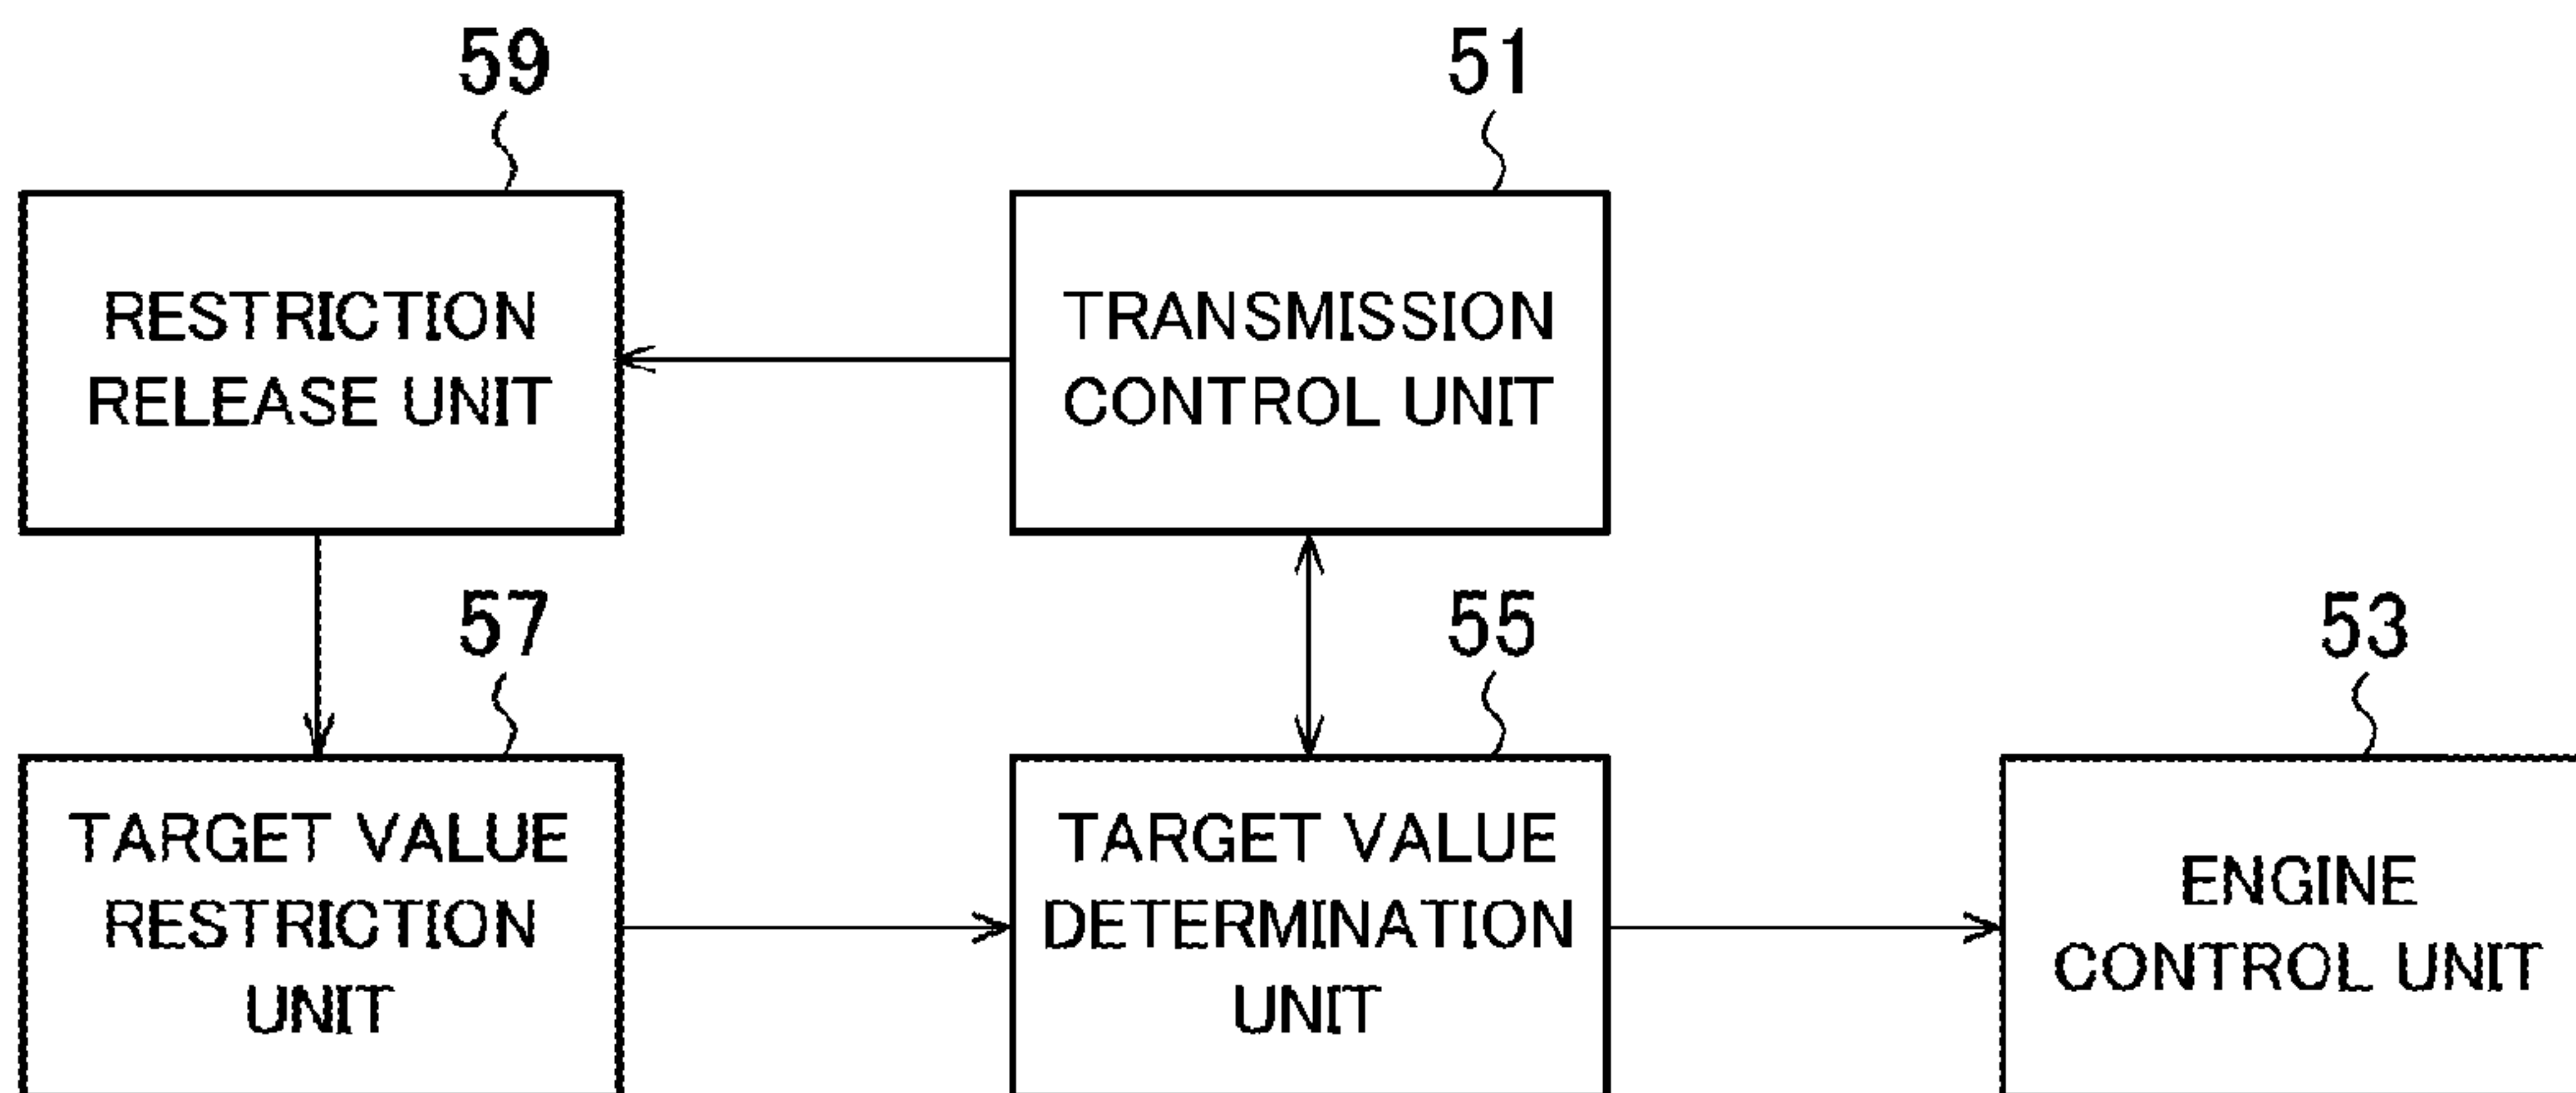 59
51
RESTRICTION
RELEASE UNIT
TRANSMISSION
CONTROL UNIT
57
55
53
TARGET VALUE
RESTRICTION
UNIT
TARGET VALUE
DETERMINATION
UNIT
ENGINE
CONTROL UNIT